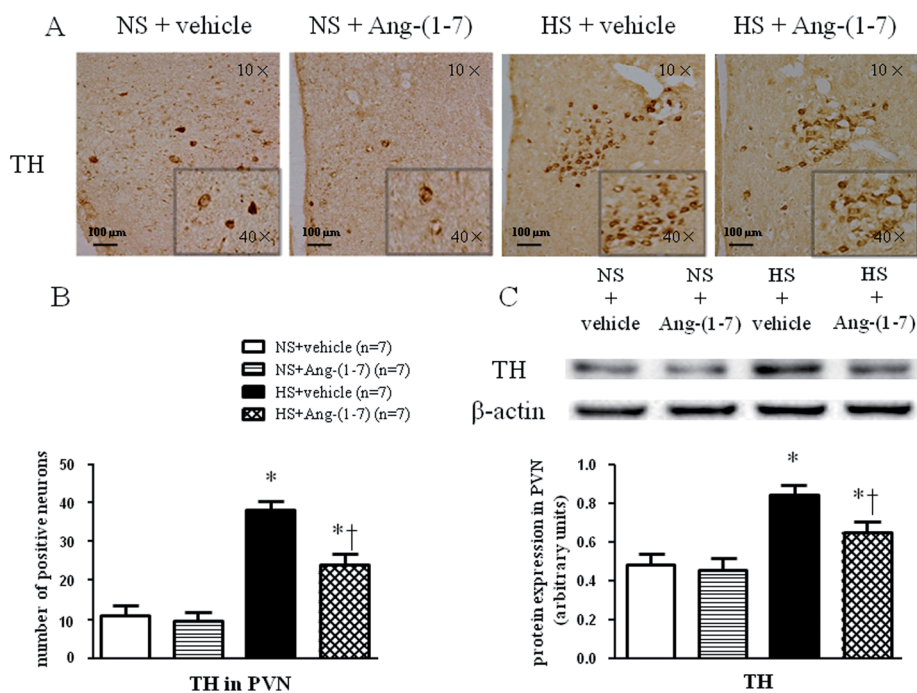 A
NS + vehicle
NS + Ang-(1-7)
HS + vehicle
HS + Ang-(1-7)
TH
10×
10×
10×
10×
40×
40×
40×
40×
100 µm
100 µm
100 µm
100 µm
B
NS+vehicle (n=7)
NS+Ang-(1-7) (n=7)
HS+vehicle (n=7)
HS+Ang-(1-7) (n=7)
number of positive neurons
50
40
30
20
10
0
*
*†
TH in PVN
C
NS
+
vehicle
NS
+
Ang-(1-7)
HS
+
vehicle
HS
+
Ang-(1-7)
TH
β-actin
protein expression in PVN
(arbitrary units)
1.0
0.8
0.6
0.4
0.2
0.0
*
*†
TH